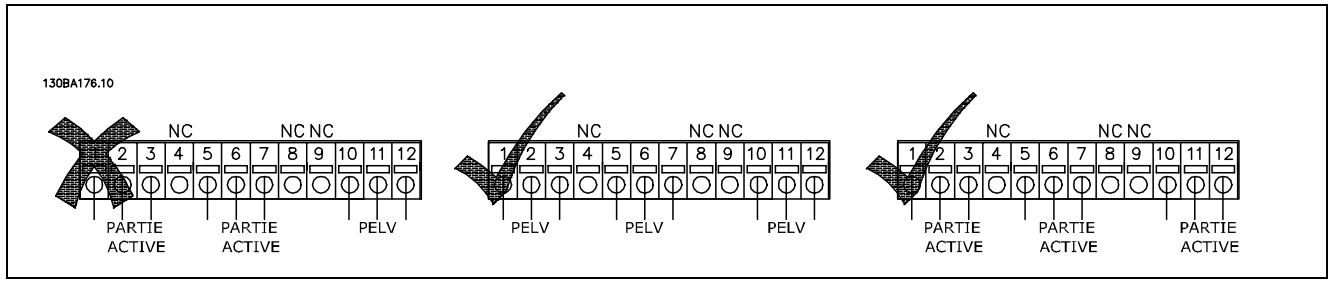 130BA176.10
NC NC NC
2 3 4 5 6 7 8 9 10 11 12
PARTIE ACTIVE
PARTIE ACTIVE
PELV
NC NC NC
1 2 3 4 5 6 7 8 9 10 11 12
PELV PELV PELV
NC NC NC
1 2 3 4 5 6 7 8 9 10 11 12
PARTIE ACTIVE
PARTIE ACTIVE
PARTIE ACTIVE